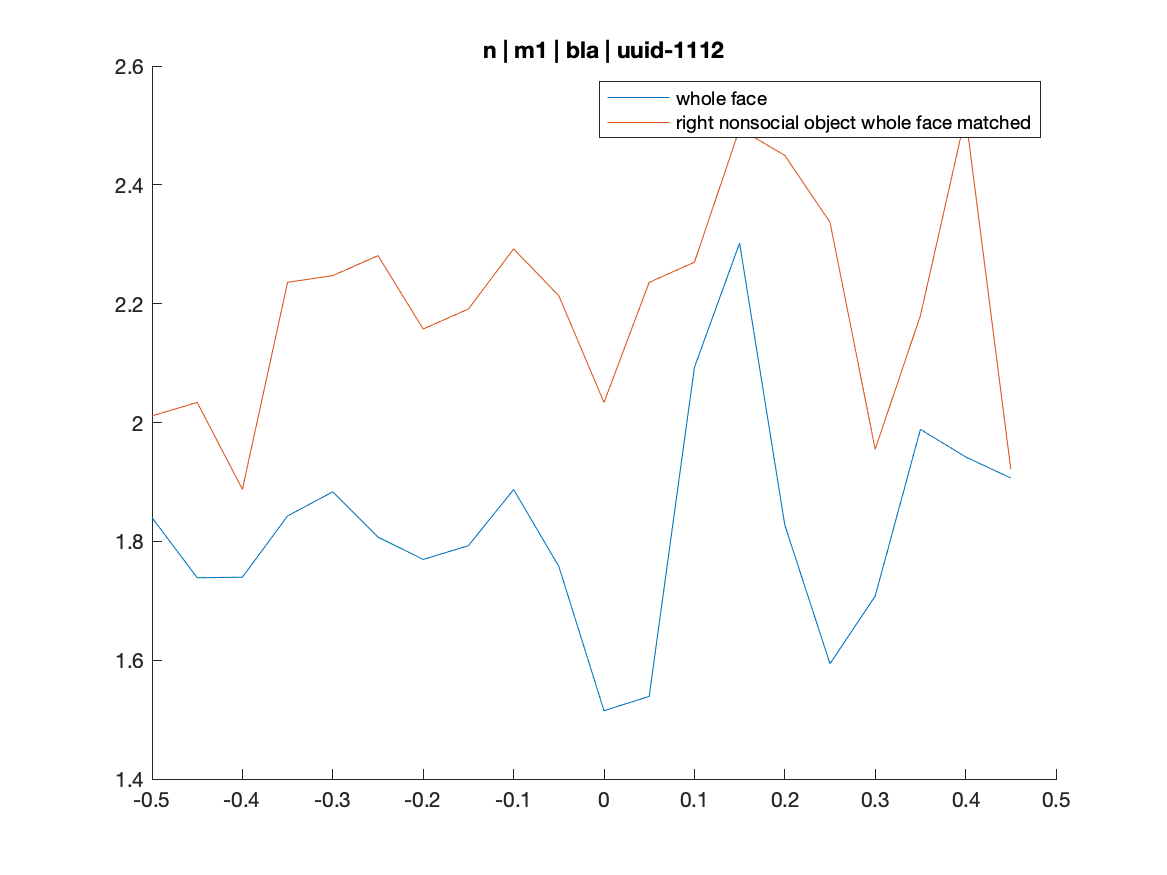 n | m1 | bla | uuid-1112
2.6
whole face
right nonsocial object whole face matched
2.4
2.2
2
1.8
1.6
1.4
-0.5 -0.4 -0.3 -0.2 -0.1 0 0.1 0.2 0.3 0.4 0.5